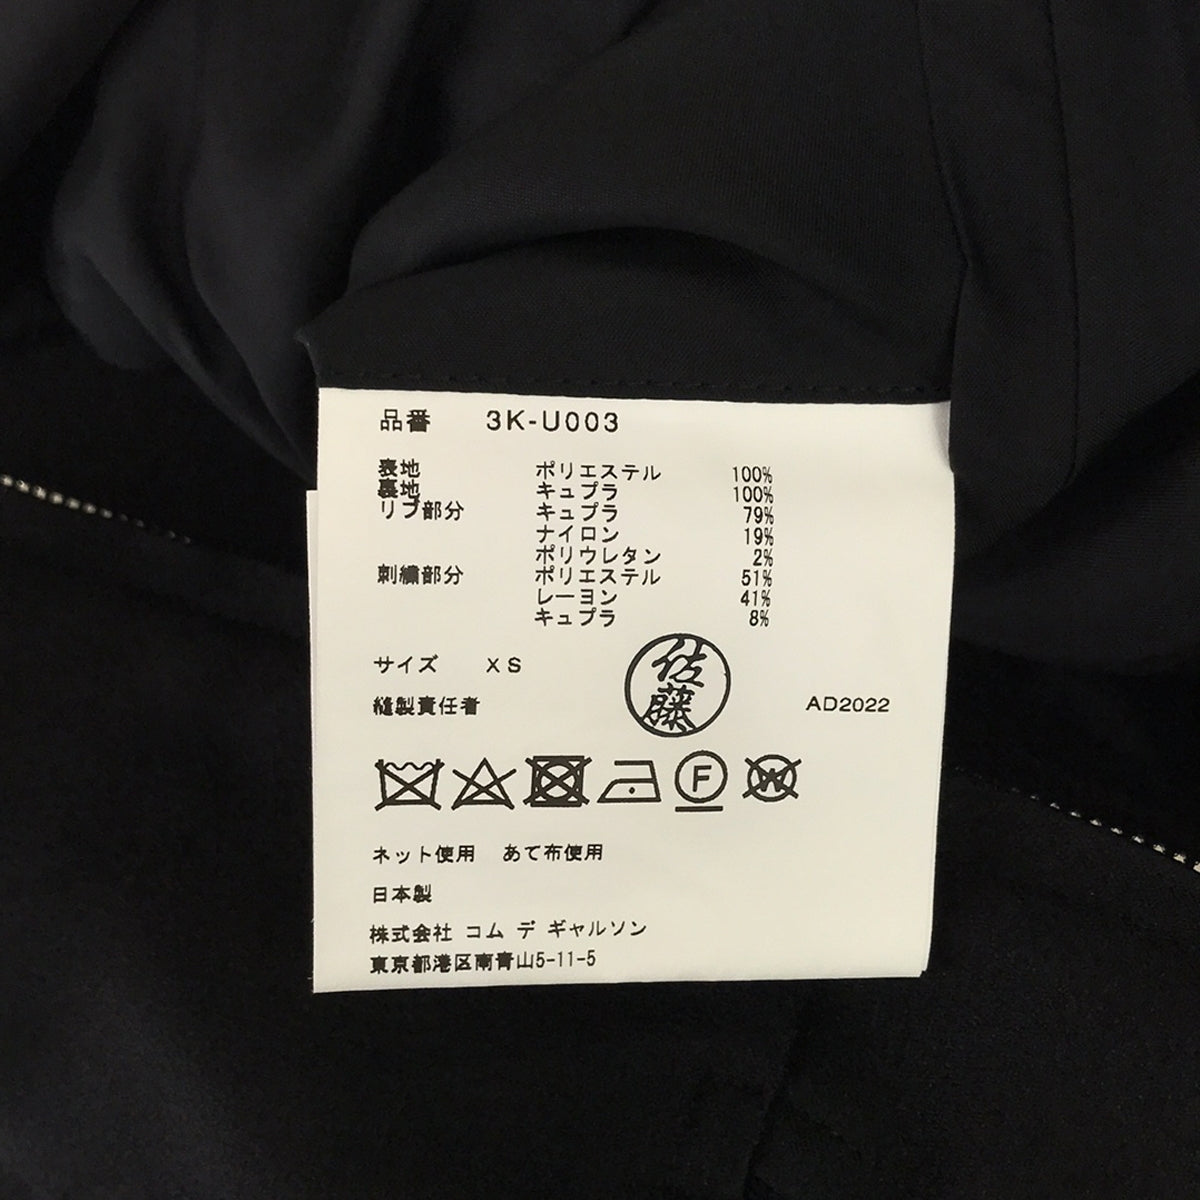 品番 3K-U003
表地 ポリエステル 100%
裏地 キュプラ 100%
リブ部分 キュプラ 79%
ナイロン 19%
ポリウレタン 2%
刺繍部分 ポリエステル 51%
レーヨン 41%
キュプラ 8%
サイズ XS
佐藤
縫製責任者 AD2022
F W
ネット使用 あて布使用
日本製
株式会社 コム デ ギャルソン
東京都港区南青山5-11-5